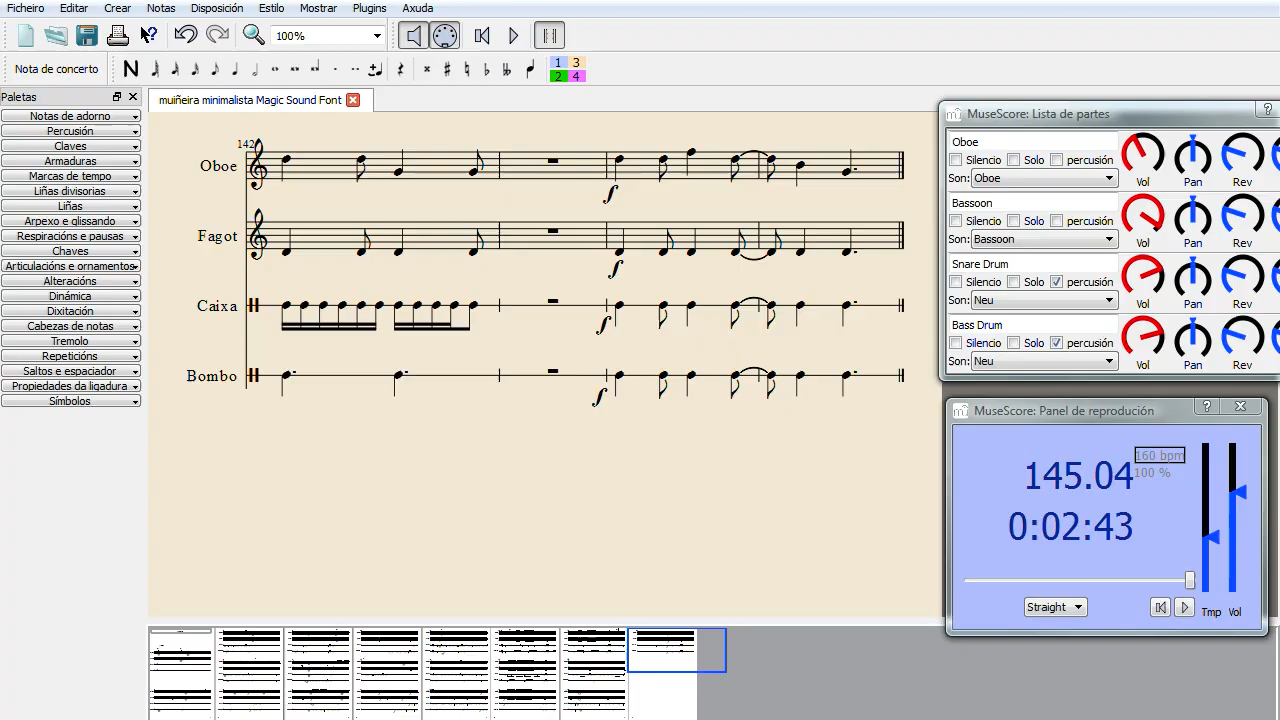 Ficheiro Editar Crear Notas Disposición Estilo Mostrar Plugins Axuda
100%
Nota de concerto N 1 3
2 4
Paletas
muiñeira minimalista Magic Sound Font
Notas de adorno
Percusión
Claves
Armaduras
Marcas de tempo
Liñas divisorias
Liñas
Arpexo e glissando
Respiracións e pausas
Chaves
Articulacións e ornamentos
Alteracións
Dinámica
Dixitación
Cabezas de notas
Tremolo
Repeticións
Saltos e espaciador
Propiedades da ligadura
Símbolos
142
Oboe
f
Fagot
f
Caixa
f
Bombo
f
MuseScore: Lista de partes
Oboe
Silencio Solo percusión
Son: Oboe Vol Pan Rev
Bassoon
Silencio Solo percusión
Son: Bassoon Vol Pan Rev
Snare Drum
Silencio Solo percusión
Son: Neu Vol Pan Rev
Bass Drum
Silencio Solo percusión
Son: Neu Vol Pan Rev
MuseScore: Panel de reprodución
160 bpm
145.04 100 %
0:02:43
Straight Tmp Vol